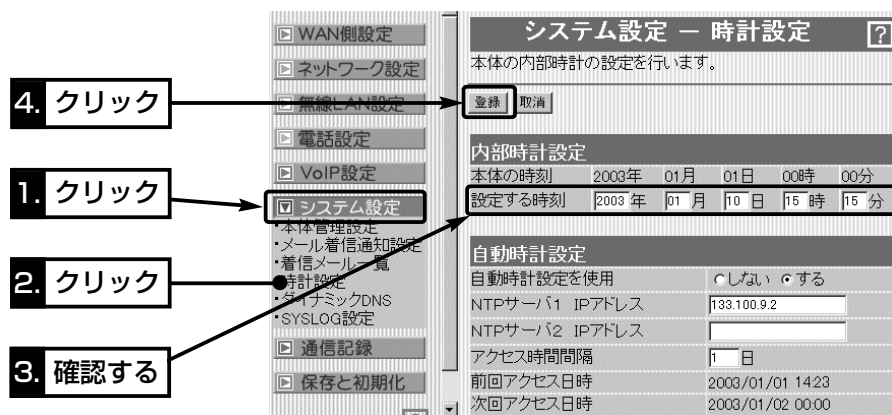 4. クリック
1. クリック
2. クリック
3. 確認する
WAN側設定
ネットワーク設定
無線LAN設定
電話設定
VoIP設定
システム設定
・本体管理設定
・メール着信通知設定
・着信メール一覧
時計設定
・ダイナミックDNS
・SYSLOG設定
通信記録
保存と初期化
システム設定 － 時計設定 ?
本体の内部時計の設定を行います。
登録 取消
内部時計設定
本体の時刻 2003年 01月 01日 00時 00分
設定する時刻 2003 年 01 月 10 日 15 時 15 分
自動時計設定
自動時計設定を使用 しない する
NTPサーバ1 IPアドレス 133.100.9.2
NTPサーバ2 IPアドレス
アクセス時間間隔 1 日
前回アクセス日時 2003/01/01 14:23
次回アクセス日時 2003/01/02 00:00